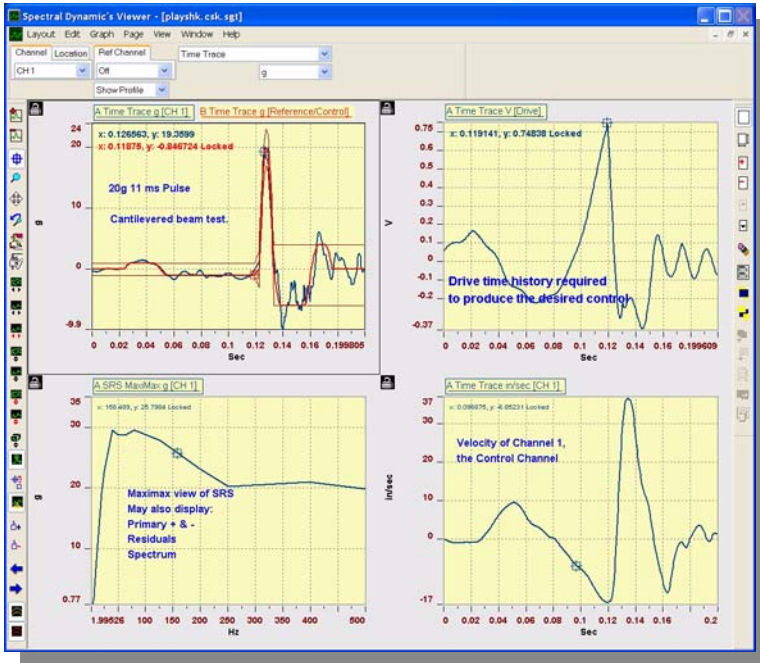 Spectral Dynamic's Viewer - [playshk.csk.sgt]
Layout Edit Graph Page View Window Help
Channel Location Ref Channel Time Trace
CH 1 Off g
Show Profile
A Time Trace g [CH 1] B Time Trace g [Reference/Control]
x: 0.126563, y: 19.3599
x: 0.11875, y: -0.846724 Locked
20g 11 ms Pulse
Cantilevered beam test.
24
20
10
0
-9.9
g
0 0.02 0.04 0.06 0.08 0.1 0.12 0.14 0.16 0.199805
Sec
A Time Trace V [Drive]
x: 0.119141, y: 0.74838 Locked
0.75
0.6
0.5
0.4
0.3
0.2
0.1
-0.1
-0.2
-0.37
V
Drive time history required
to produce the desired control
0 0.02 0.04 0.06 0.08 0.1 0.12 0.14 0.16 0.199609
Sec
A SRS MaxiMax g [CH 1]
y: 25.7984 Locked
35
30
20
10
0.77
g
Maximax view of SRS
May also display:
Primary + & -
Residuals
Spectrum
1.99526 100 150 200 250 300 350 400 500
Hz
A Time Trace in/sec [CH 1]
x: 0.096875, y: -6.85231 Locked
37
30
20
10
0
-17
in/sec
Velocity of Channel 1,
the Control Channel
0 0.02 0.04 0.06 0.08 0.1 0.12 0.14 0.16 0.2
Sec